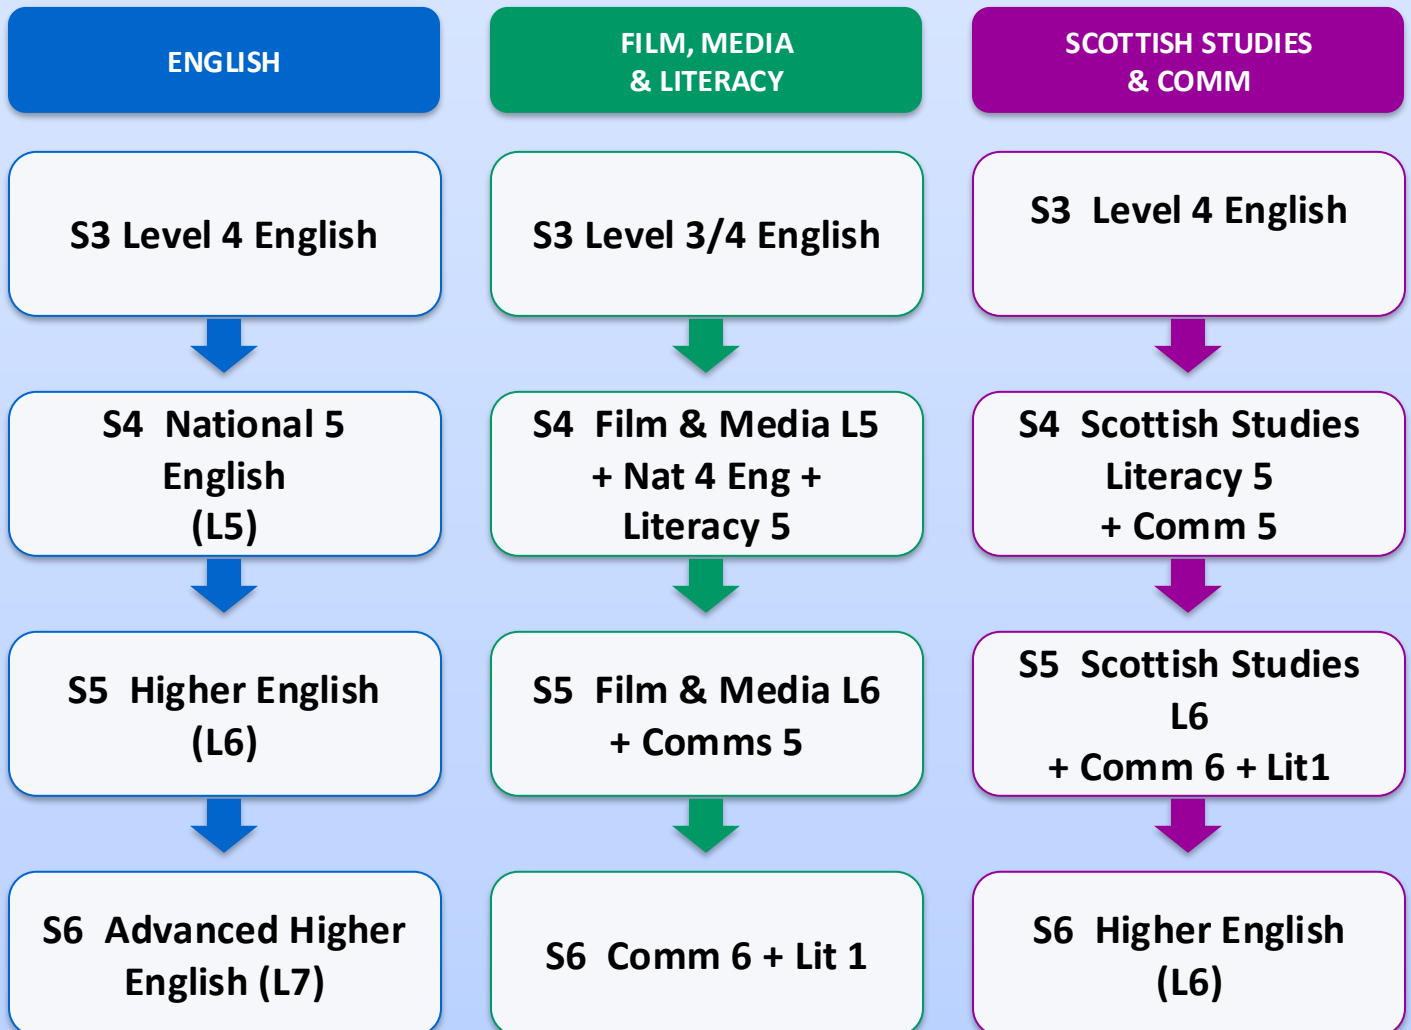 ENGLISH
FILM, MEDIA
& LITERACY
SCOTTISH STUDIES
& COMM
S3 Level 4 English
S3 Level 3/4 English
S3 Level 4 English
S4 National 5
English
(L5)
S4 Film & Media L5
+ Nat 4 Eng +
Literacy 5
S4 Scottish Studies
Literacy 5
+ Comm 5
S5 Higher English
(L6)
S5 Film & Media L6
+ Comms 5
S5 Scottish Studies
L6
+ Comm 6 + Lit1
S6 Advanced Higher
English (L7)
S6 Comm 6 + Lit 1
S6 Higher English
(L6)